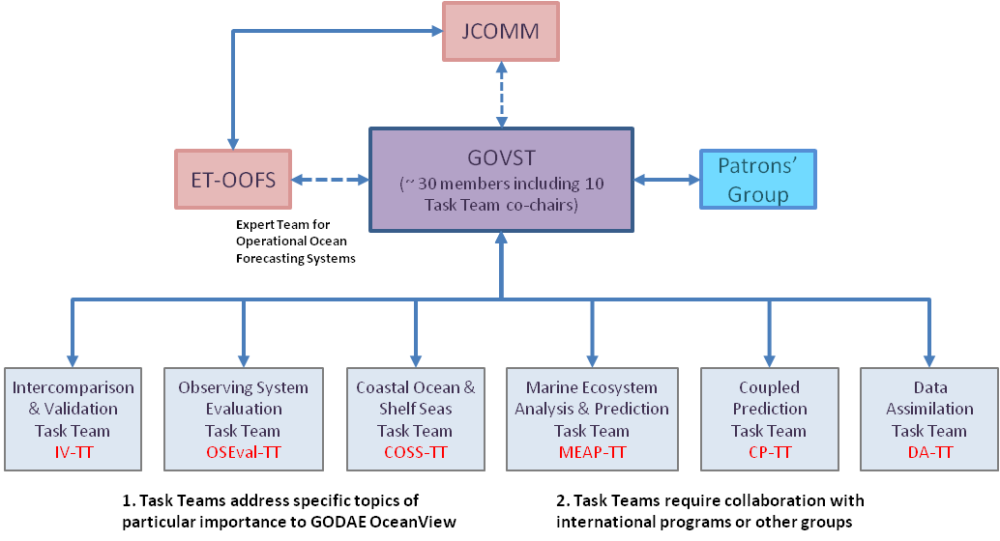 JCOMM
GOVST
(~ 30 members including 10
Task Team co-chairs)
ET-OOFS
Patrons’
Group
Expert Team for
Operational Ocean
Forecasting Systems
Intercomparison
& Validation
Task Team
IV-TT
Observing System
Evaluation
Task Team
OSEval-TT
Coastal Ocean &
Shelf Seas
Task Team
COSS-TT
Marine Ecosystem
Analysis & Prediction
Task Team
MEAP-TT
Coupled
Prediction
Task Team
CP-TT
Data
Assimilation
Task Team
DA-TT
1. Task Teams address specific topics of
particular importance to GODAE OceanView
2. Task Teams require collaboration with
international programs or other groups